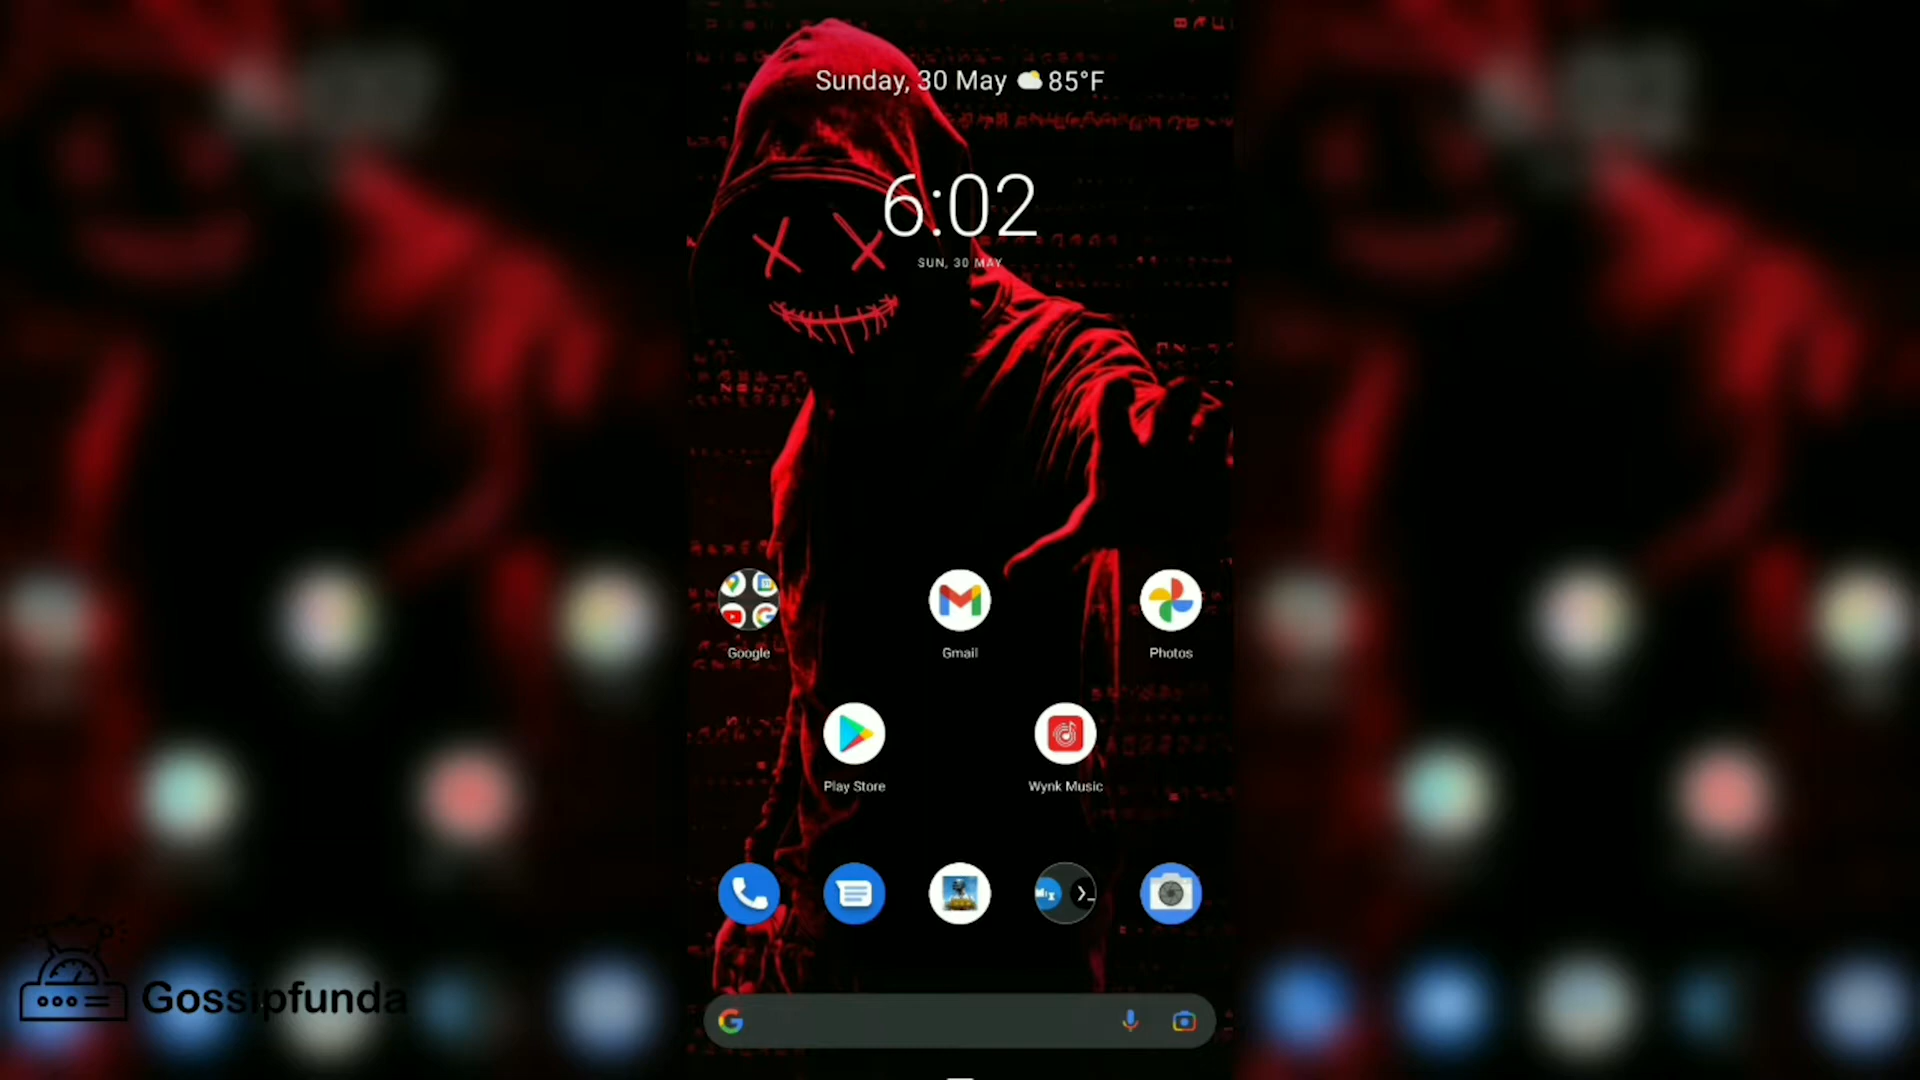 Sunday, 30 May 85°F
6:02
SUN, 30 MAY
Google
Gmail
Photos
Play Store
Wynk Music
Gossipfunda